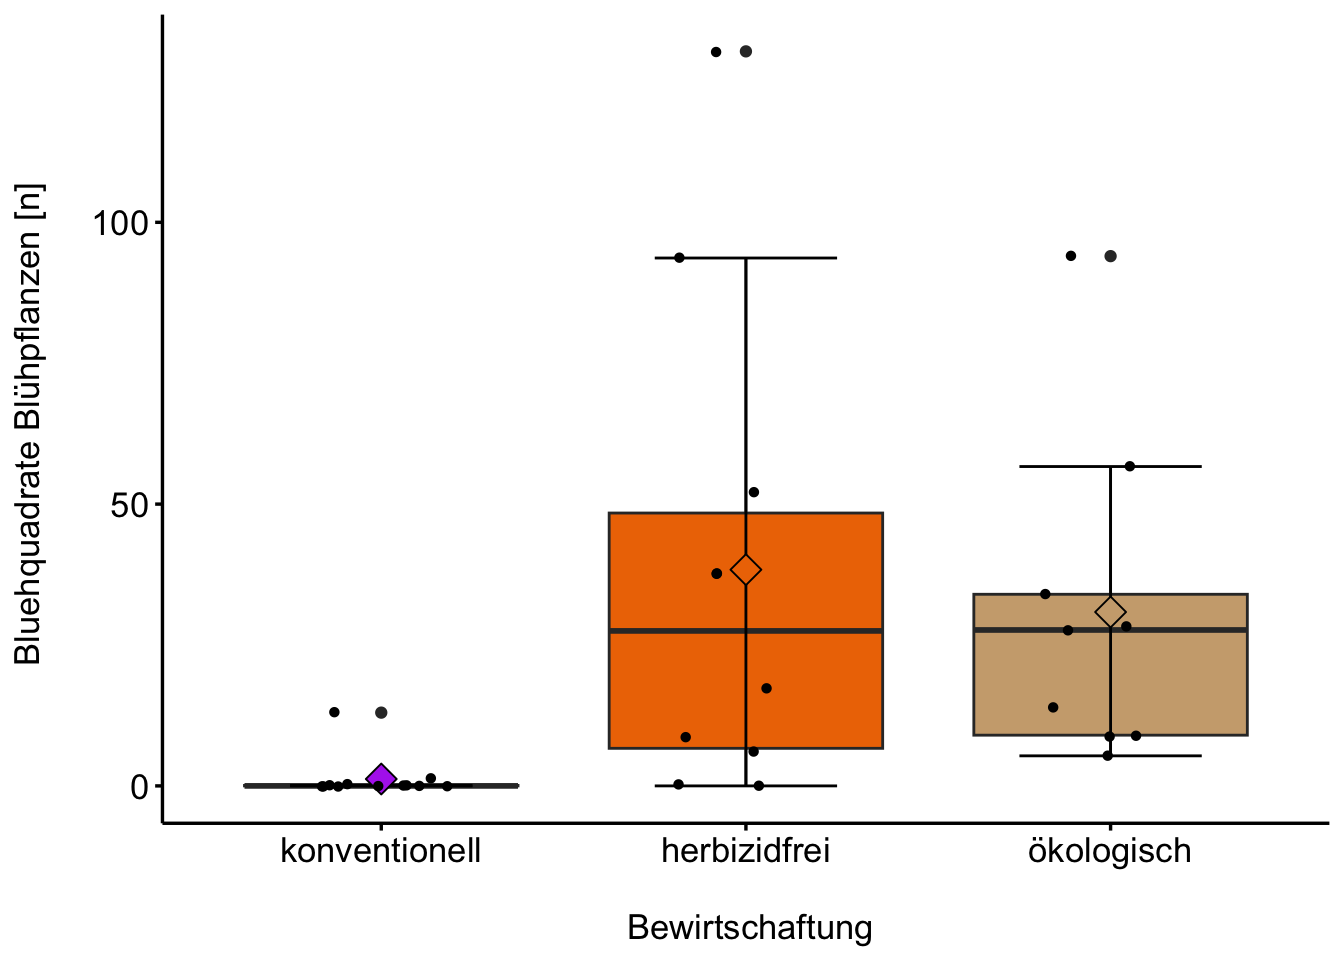 Bluehquadrate Blühpflanzen [n]
100
50
0
konventionell herbizidfrei ökologisch
Bewirtschaftung